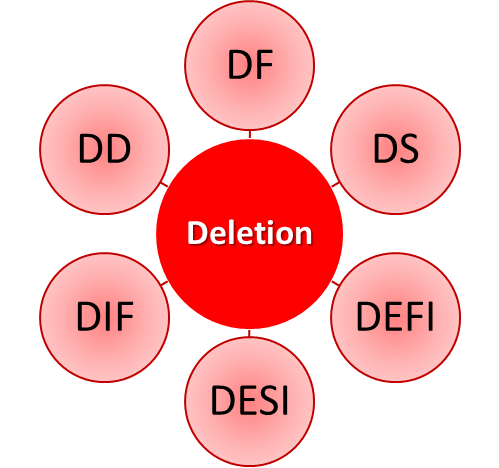 DF
DD
DS
Deletion
DIF
DEFI
DESI